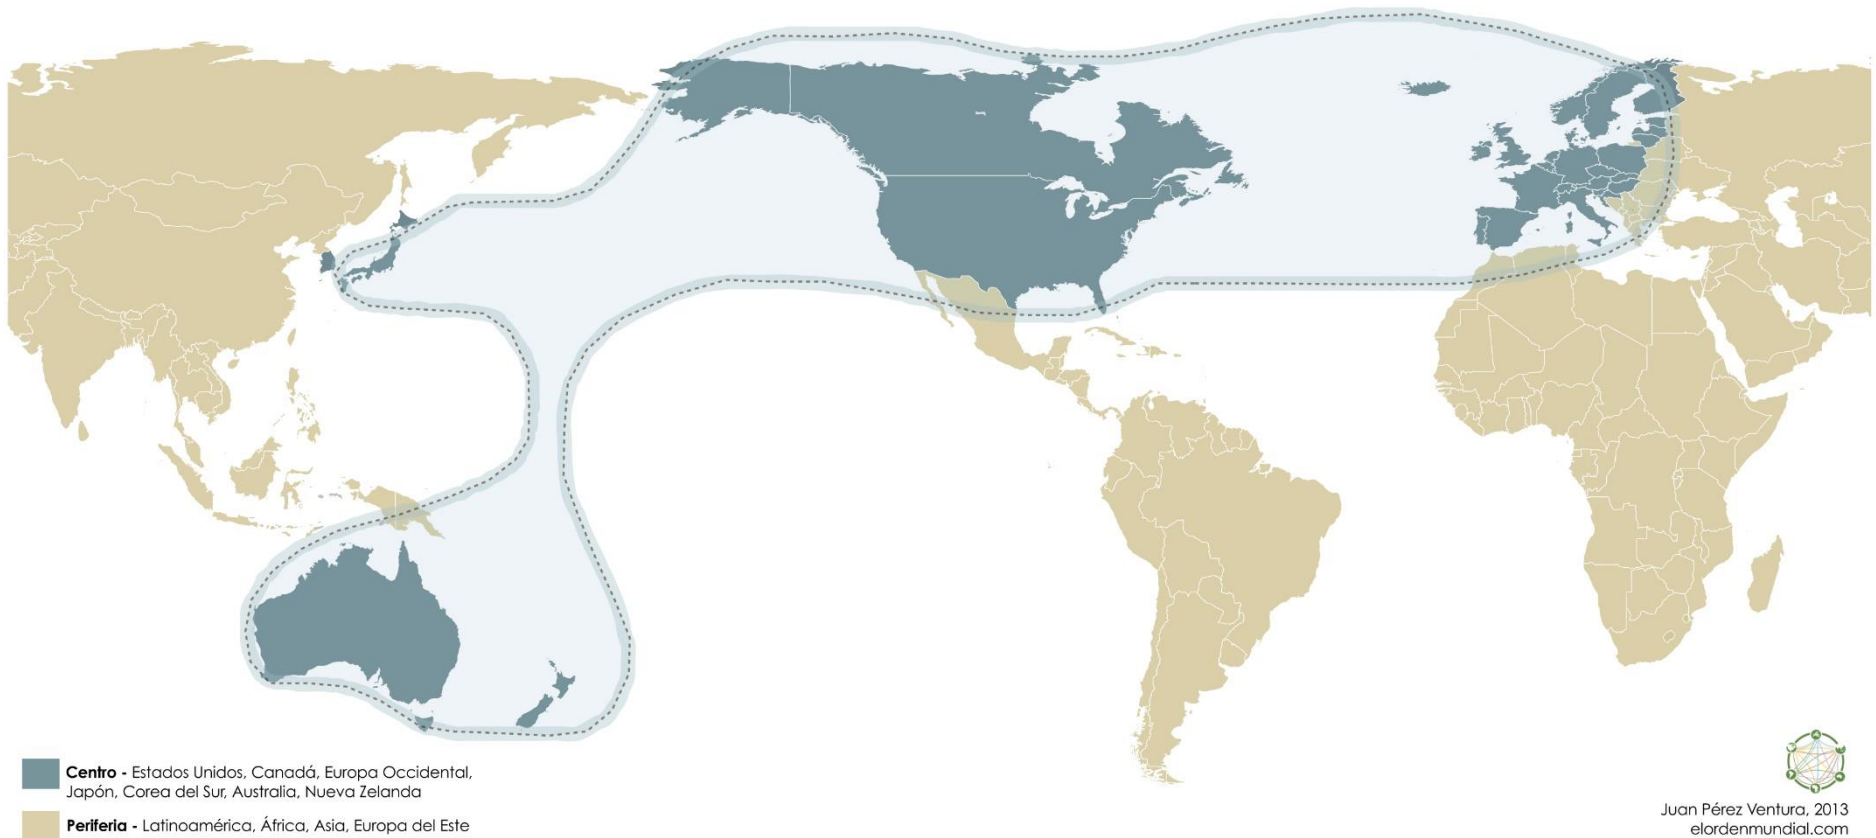 Centro - Estados Unidos, Canadá, Europa Occidental,
Japón, Corea del Sur, Australia, Nueva Zelanda
Periferia - Latinoamérica, África, Asia, Europa del Este
Juan Pérez Ventura, 2013
elordenmundial.com